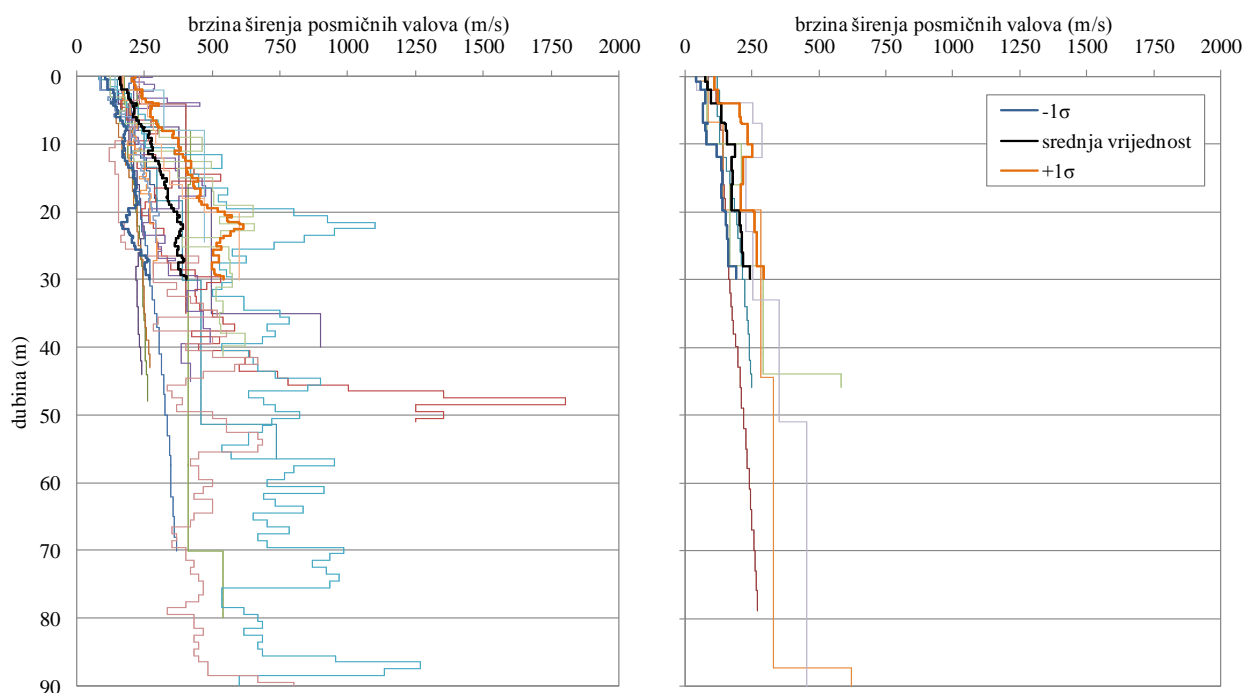 brzina širenja posmičnih valova (m/s)
0 250 500 750 1000 1250 1500 1750 2000
0
10
20
30
40
50
60
70
80
90
dubina (m)
brzina širenja posmičnih valova (m/s)
0 250 500 750 1000 1250 1500 1750 2000
-1σ
srednja vrijednost
+1σ